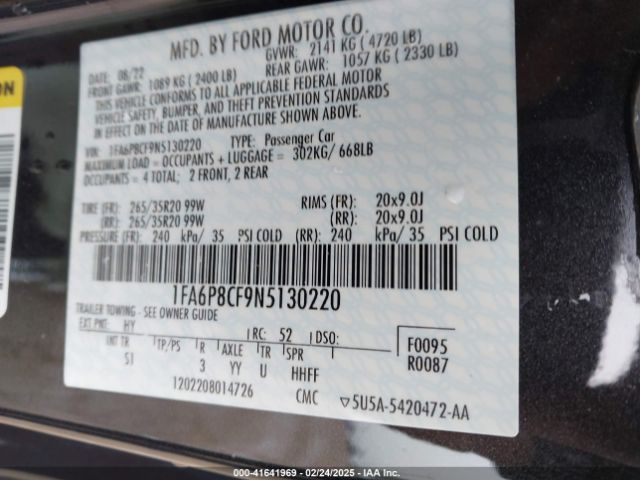 MFD. BY FORD MOTOR CO.
DATE: 08/22 GVWR: 2141 KG (4720 LB)
FRONT GAWR: 1089 KG (2400 LB) REAR GAWR: 1057 KG (2330 LB)
THIS VEHICLE CONFORMS TO ALL APPLICABLE FEDERAL MOTOR
VEHICLE SAFETY, BUMPER, AND THEFT PREVENTION STANDARDS
IN EFFECT ON THE DATE OF MANUFACTURE SHOWN ABOVE.
VIN: 1FA6P8CF9N5130220 TYPE: Passenger Car
MAXIMUM LOAD = OCCUPANTS + LUGGAGE = 302KG/ 668LB
OCCUPANTS = 4 TOTAL; 2 FRONT, 2 REAR
TIRE (FR): 265/35R20 99W RIMS (FR): 20x9.0J
(RR): 265/35R20 99W (RR): 20x9.0J
PRESSURE (FR): 240 kPa/ 35 PSI COLD (RR): 240 kPa/ 35 PSI COLD
1FA6P8CF9N5130220
TRAILER TOWING - SEE OWNER GUIDE
EXT PNT: HY RC: 52 DSO: F0095
INT TR TP/PS R AXLE TR SPR R0087
SI 3 YY U HHFF
1202208014726 CMC ▽5U5A-5420472-AA
000-41641969 - 02/24/2025 - IAA Inc.